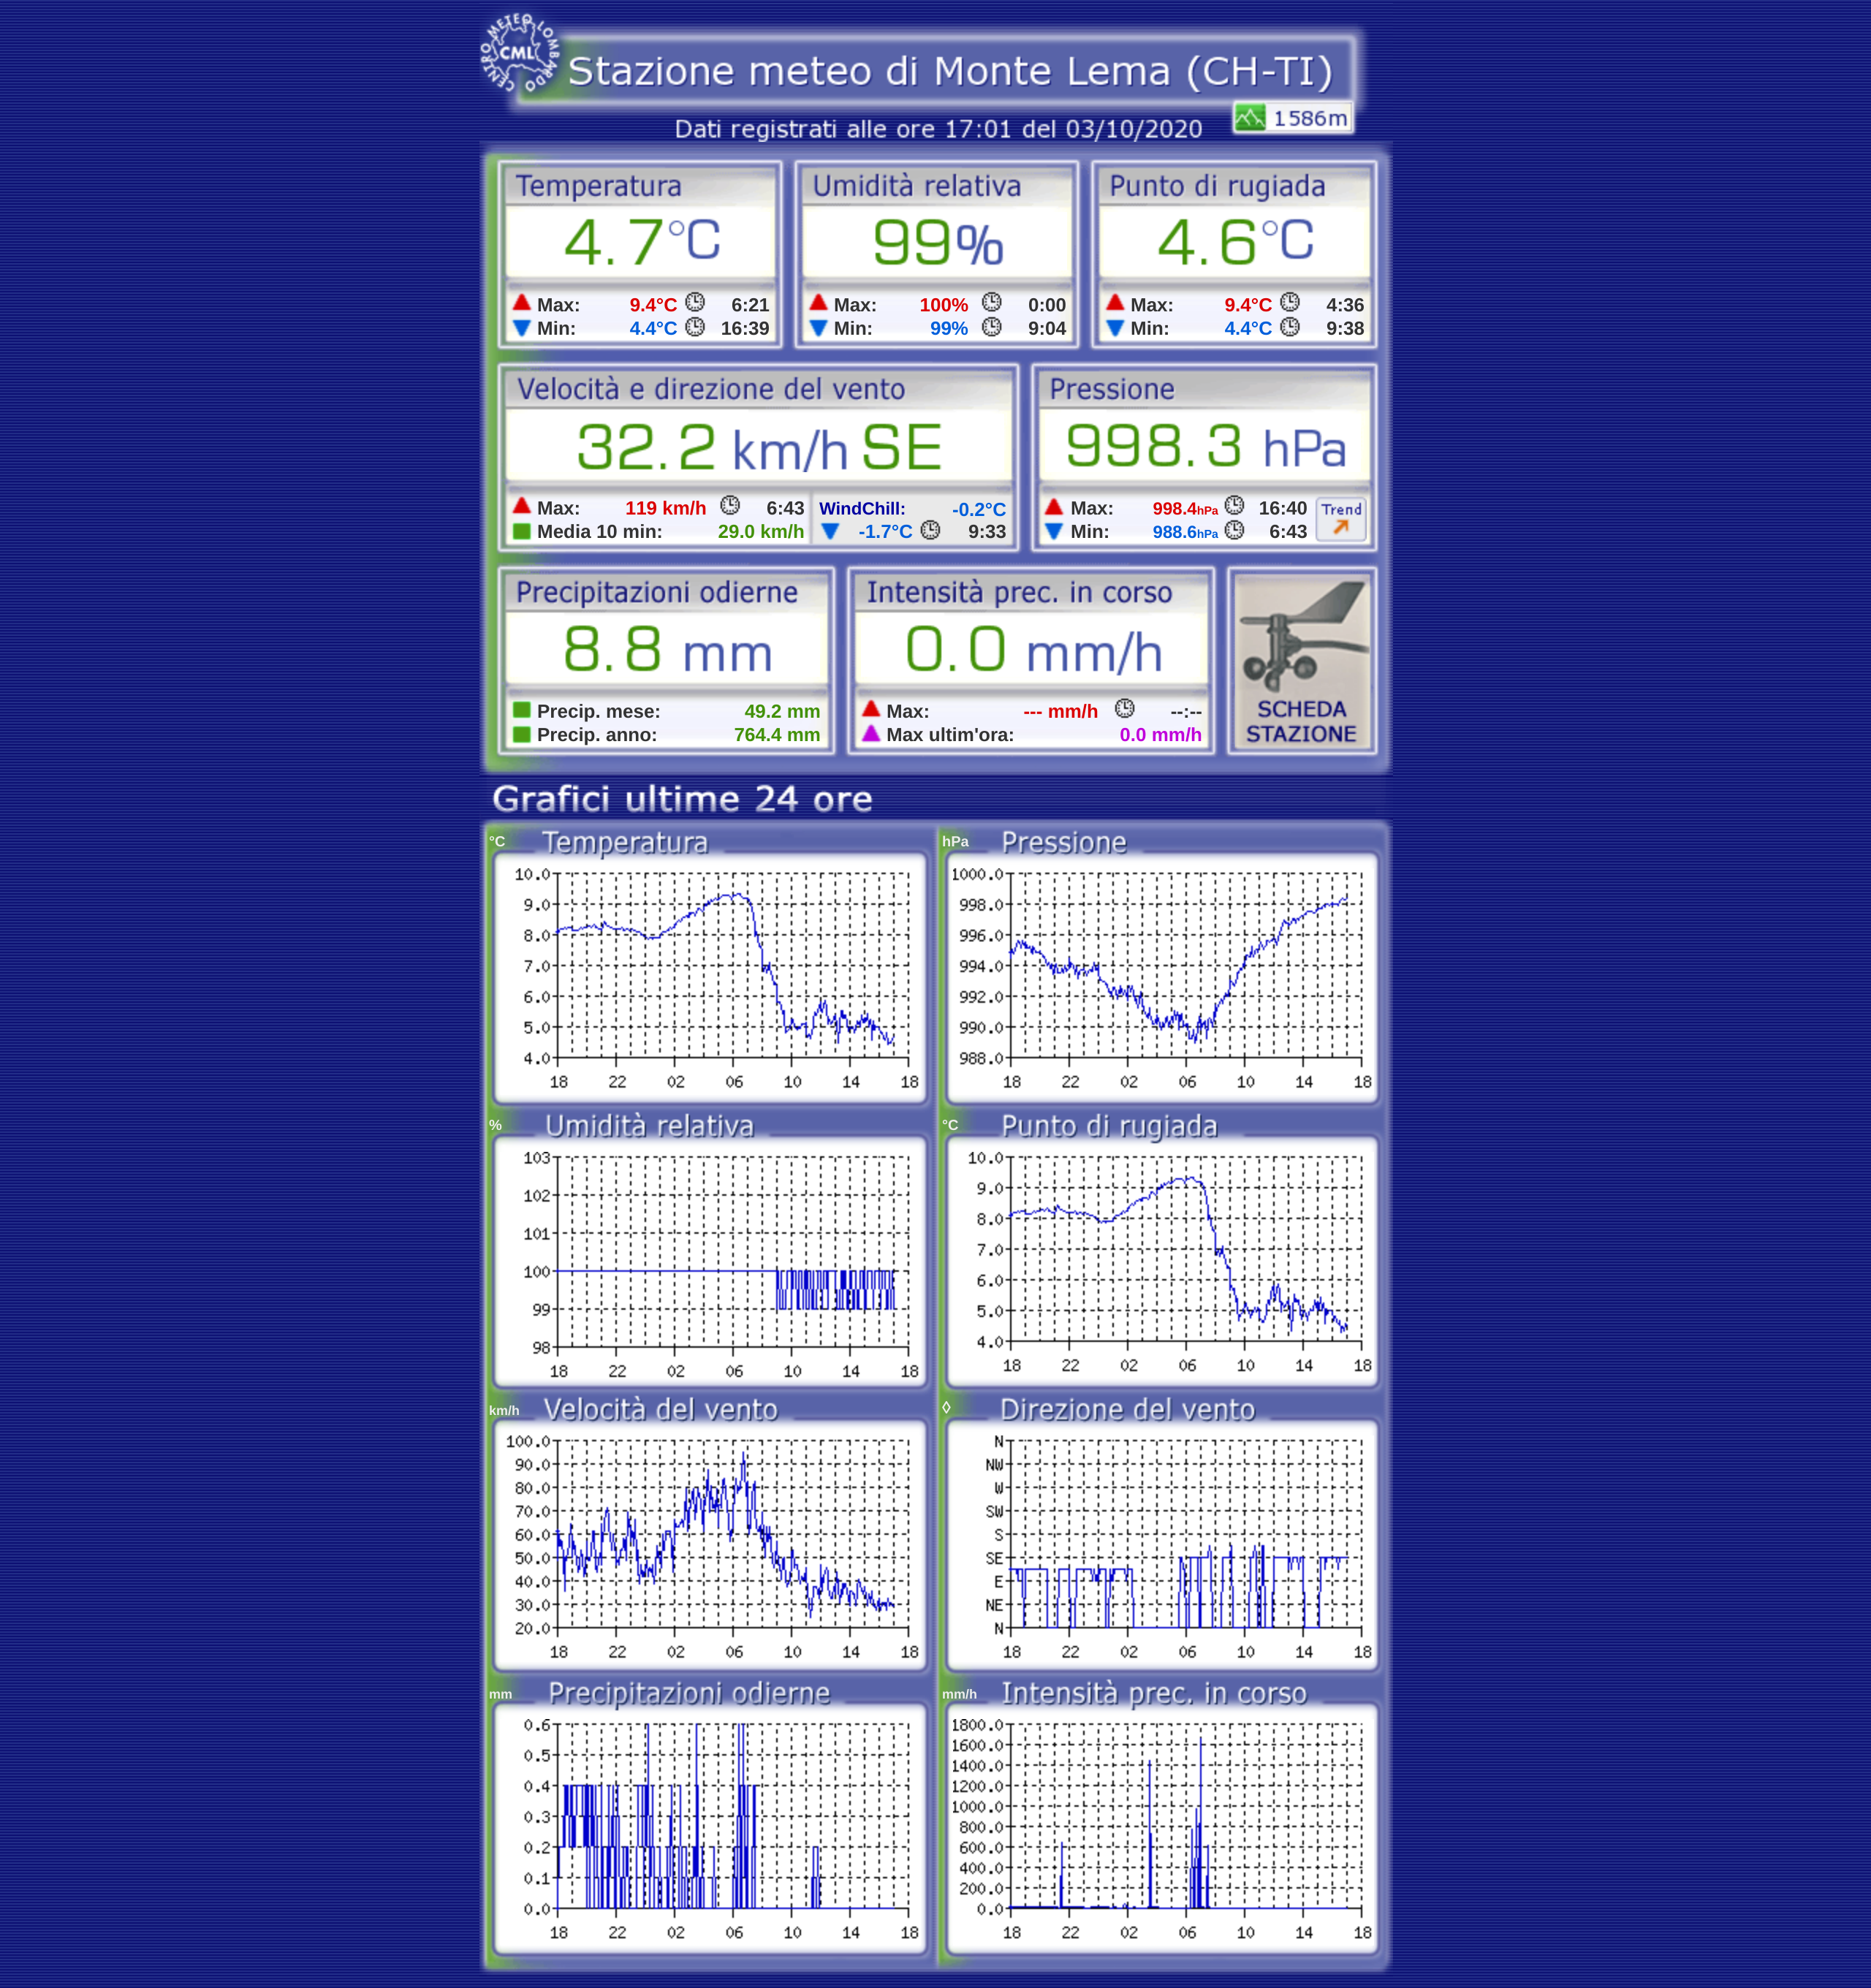 CENTRO METEO LOMBARDO
CML
Stazione meteo di Monte Lema (CH-TI)
1586m
Dati registrati alle ore 17:01 del 03/10/2020
Temperatura
4.7°C
Max: 9.4°C 6:21
Min: 4.4°C 16:39
Umidità relativa
99%
Max: 100% 0:00
Min: 99% 9:04
Punto di rugiada
4.6°C
Max: 9.4°C 4:36
Min: 4.4°C 9:38
Velocità e direzione del vento
32.2 km/h SE
Max: 119 km/h 6:43
Media 10 min: 29.0 km/h
WindChill: -0.2°C
-1.7°C 9:33
Pressione
998.3 hPa
Max: 998.4hPa 16:40
Min: 988.6hPa 6:43
Trend
Precipitazioni odierne
8.8 mm
Precip. mese: 49.2 mm
Precip. anno: 764.4 mm
Intensità prec. in corso
0.0 mm/h
Max: --- mm/h --:--
Max ultim'ora: 0.0 mm/h
SCHEDA
STAZIONE
Grafici ultime 24 ore
°C Temperatura
10.0
9.0
8.0
7.0
6.0
5.0
4.0
18 22 02 06 10 14 18
hPa Pressione
1000.0
998.0
996.0
994.0
992.0
990.0
988.0
18 22 02 06 10 14 18
% Umidità relativa
103
102
101
100
99
98
18 22 02 06 10 14 18
°C Punto di rugiada
10.0
9.0
8.0
7.0
6.0
5.0
4.0
18 22 02 06 10 14 18
km/h Velocità del vento
100.0
90.0
80.0
70.0
60.0
50.0
40.0
30.0
20.0
18 22 02 06 10 14 18
◊ Direzione del vento
N
NW
W
SW
S
SE
E
NE
N
18 22 02 06 10 14 18
mm Precipitazioni odierne
0.6
0.5
0.4
0.3
0.2
0.1
0.0
18 22 02 06 10 14 18
mm/h Intensità prec. in corso
1800.0
1600.0
1400.0
1200.0
1000.0
800.0
600.0
400.0
200.0
0.0
18 22 02 06 10 14 18